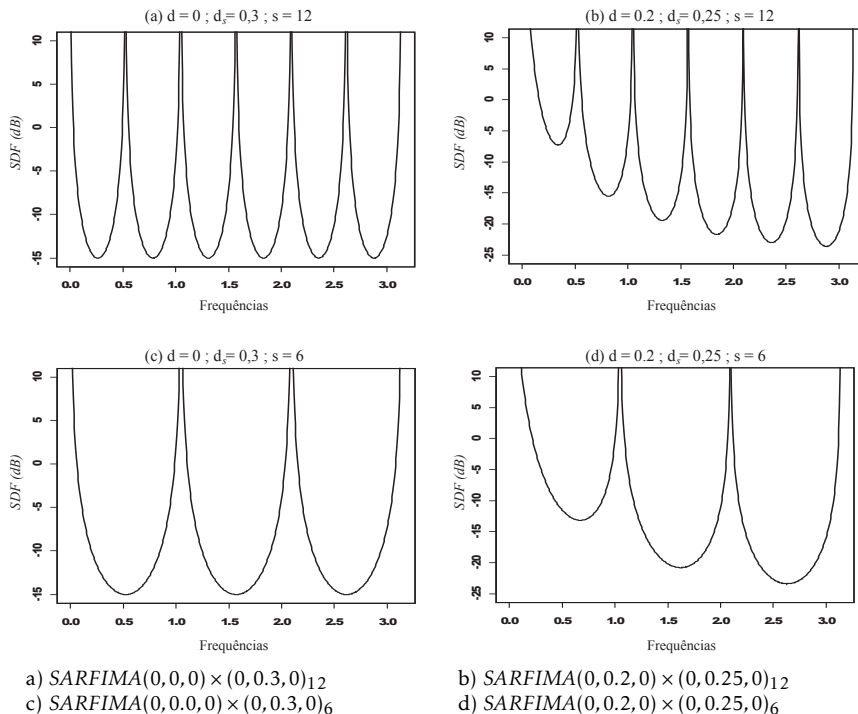 (a) d = 0 ; dₛ= 0,3 ; s = 12
SDF (dB)
10
5
0
-5
-10
-15
0.0 0.5 1.0 1.5 2.0 2.5 3.0
Frequências
(b) d = 0.2 ; dₛ= 0,25 ; s = 12
SDF (dB)
10
5
0
-5
-10
-15
-20
-25
0.0 0.5 1.0 1.5 2.0 2.5 3.0
Frequências
(c) d = 0 ; dₛ= 0,3 ; s = 6
SDF (dB)
10
5
0
-5
-10
-15
0.0 0.5 1.0 1.5 2.0 2.5 3.0
Frequências
(d) d = 0.2 ; dₛ= 0,25 ; s = 6
SDF (dB)
10
5
0
-5
-10
-15
-20
-25
0.0 0.5 1.0 1.5 2.0 2.5 3.0
Frequências
a) SARFIMA(0,0,0) × (0,0.3,0)₁₂
b) SARFIMA(0,0.2,0) × (0,0.25,0)₁₂
c) SARFIMA(0,0.0,0) × (0,0.3,0)₆
d) SARFIMA(0,0.2,0) × (0,0.25,0)₆